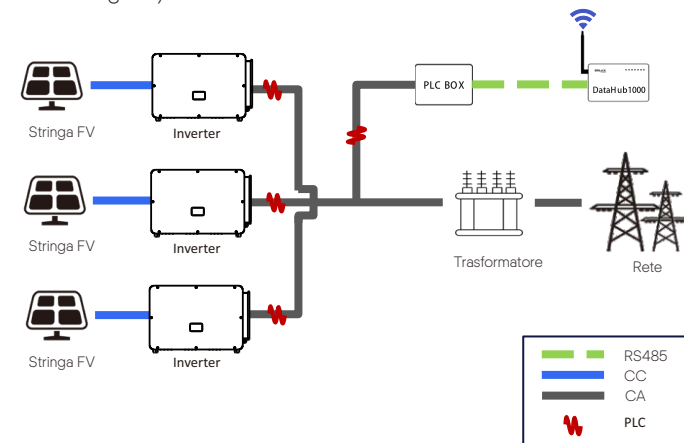 PLC BOX
DataHub1000
Stringa FV
Inverter
Stringa FV
Inverter
Trasformatore
Rete
Stringa FV
Inverter
RS485
CC
CA
PLC